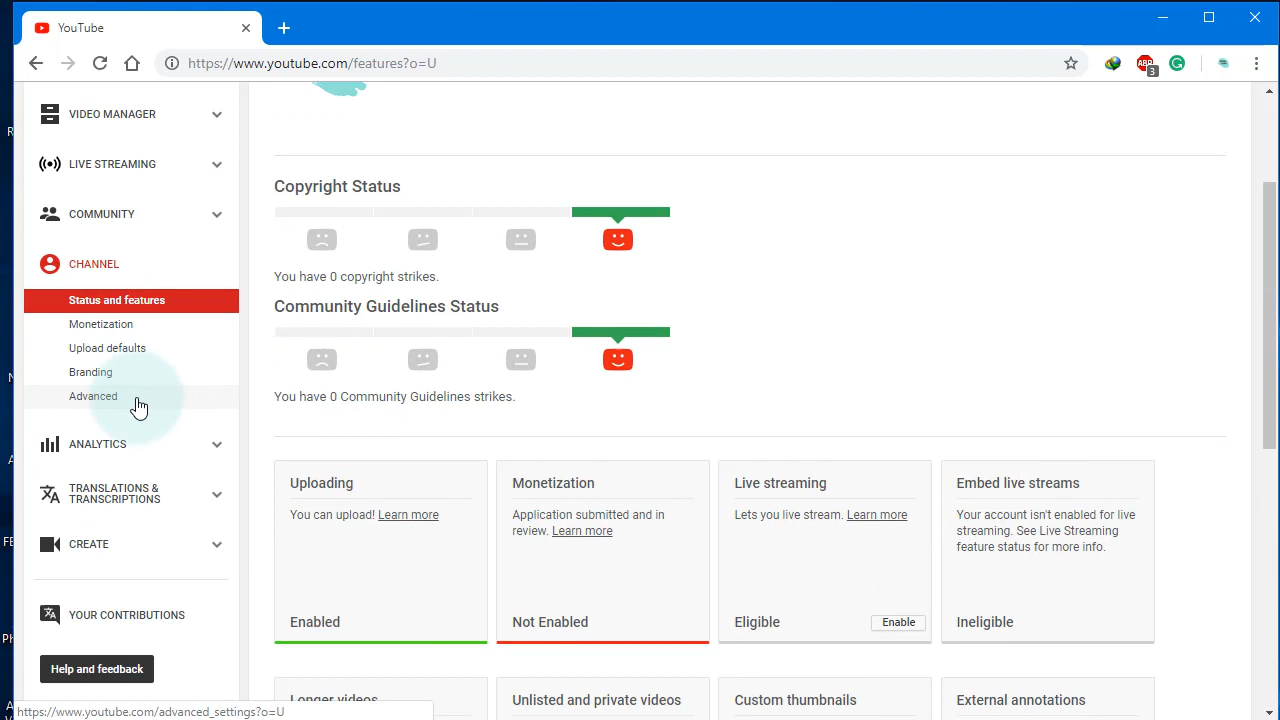 YouTube
https://www.youtube.com/features?o=U
ABP
3
VIDEO MANAGER
LIVE STREAMING
COMMUNITY
CHANNEL
Status and features
Monetization
Upload defaults
Branding
Advanced
ANALYTICS
TRANSLATIONS &
TRANSCRIPTIONS
CREATE
YOUR CONTRIBUTIONS
Help and feedback
https://www.youtube.com/advanced_settings?o=U
Copyright Status
You have 0 copyright strikes.
Community Guidelines Status
You have 0 Community Guidelines strikes.
Uploading
You can upload! Learn more
Enabled
Monetization
Application submitted and in
review. Learn more
Not Enabled
Live streaming
Lets you live stream. Learn more
Eligible
Enable
Embed live streams
Your account isn't enabled for live
streaming. See Live Streaming
feature status for more info.
Ineligible
Longer videos
Unlisted and private videos
Custom thumbnails
External annotations